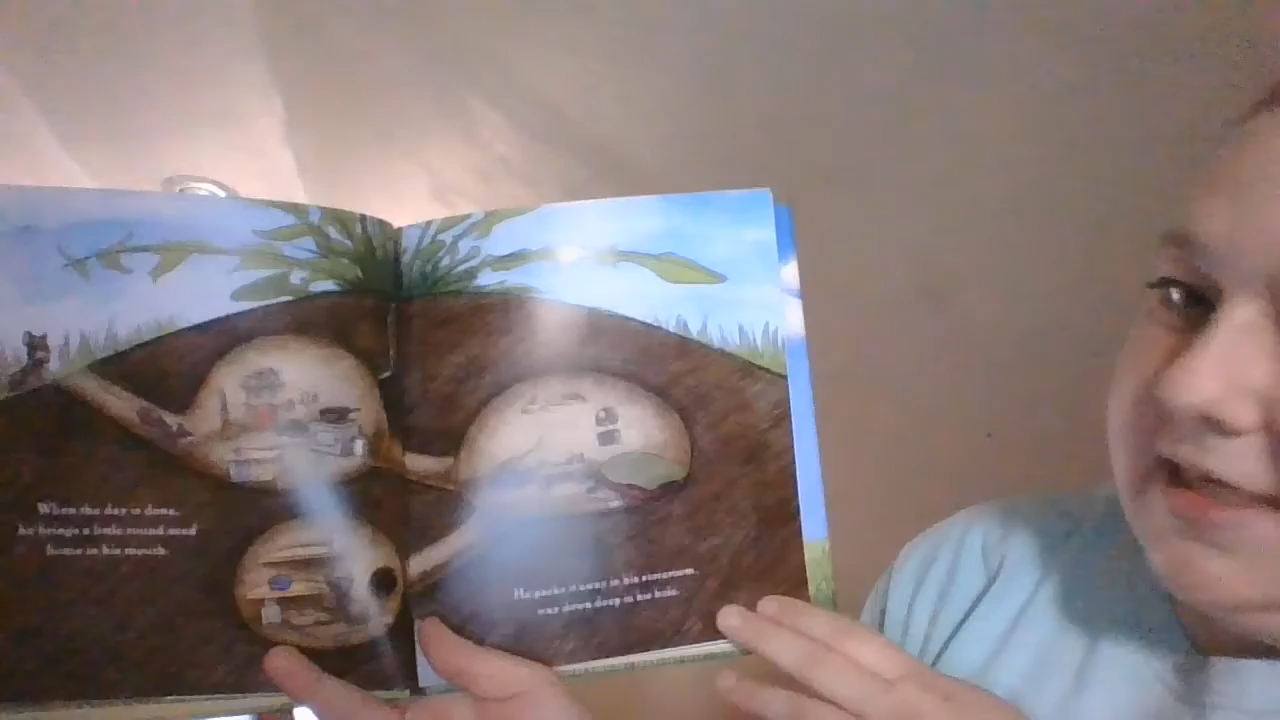 When the day is done,
he brings a little round seed
home in his mouth.
He packs it away in his storeroom,
way down deep in his hole.